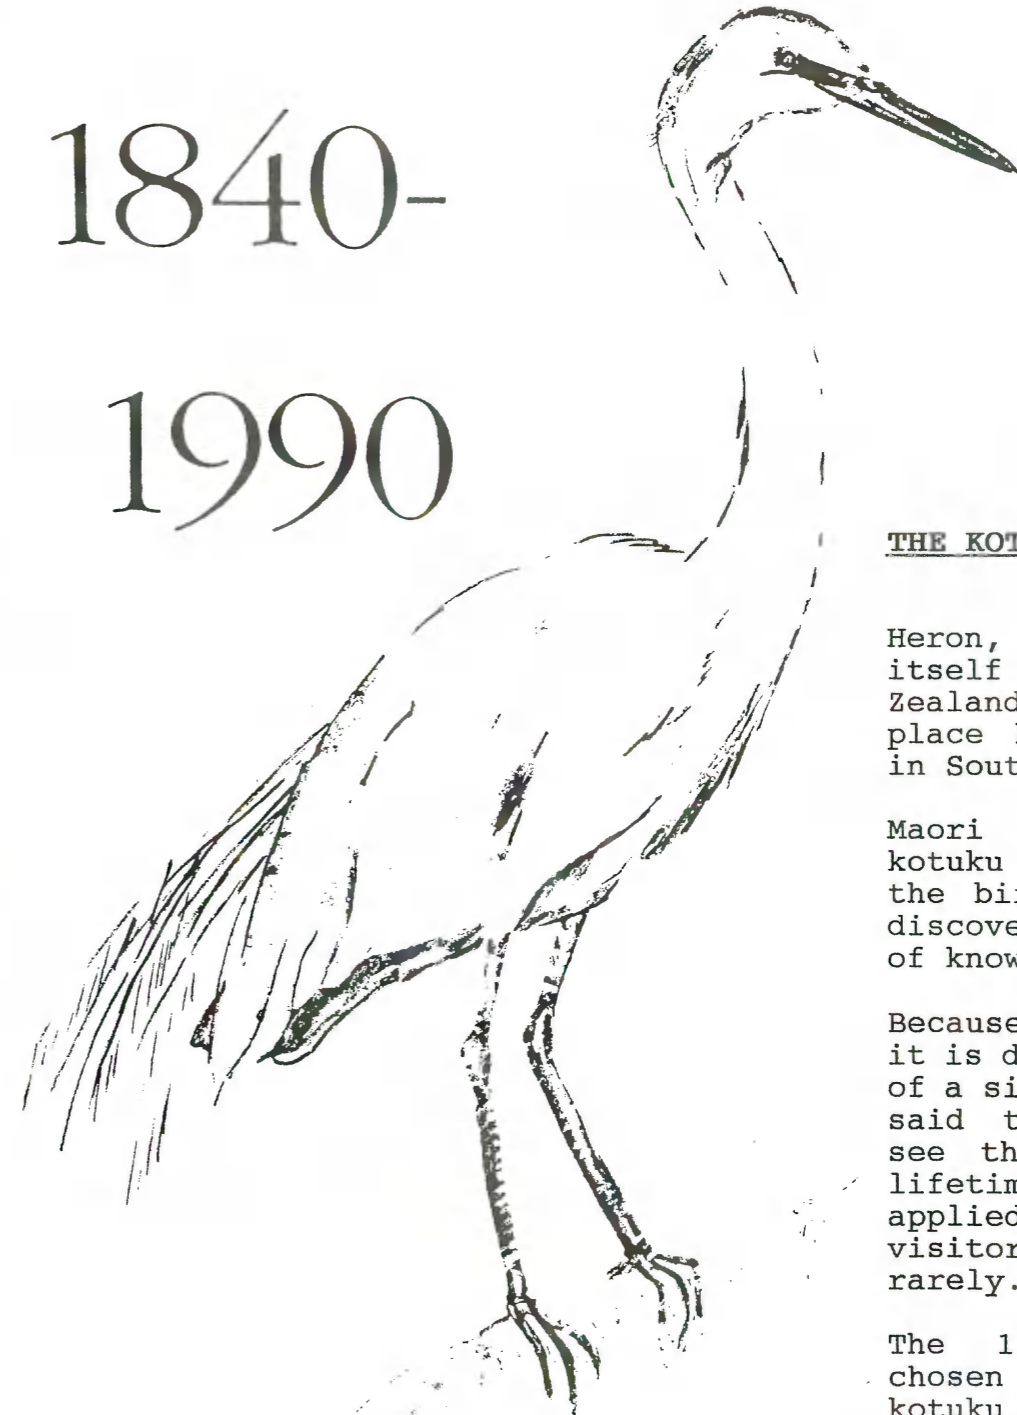 1840-
1990
THE KOT
Heron,
itself
Zealand
place
in Sout
Maori
kotuku
the bi
discove
of know
Because
it is d
of a si
said t
see th
lifetim
applied
visitor
rarely.
The 1
chosen
kotuku